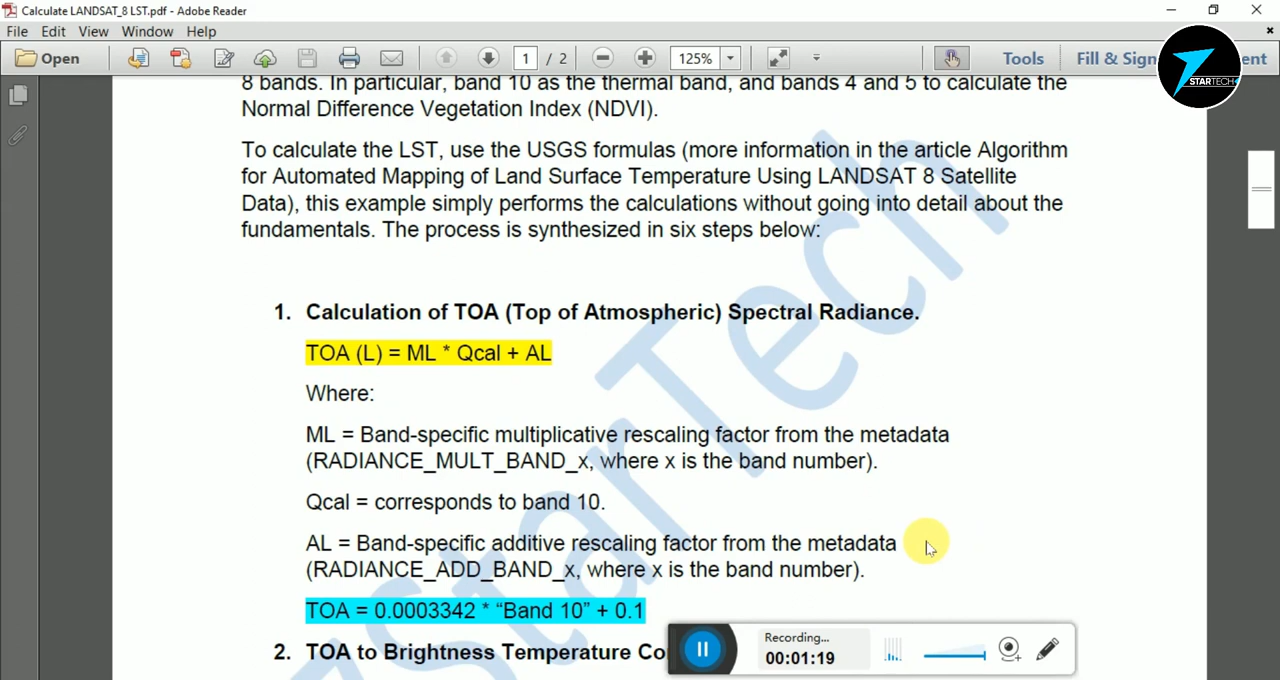 Calculate LANDSAT_8 LST.pdf - Adobe Reader
File Edit View Window Help
Open 1 / 2 125% Tools Fill & Sign ent
STARTECH
8 bands. In particular, band 10 as the thermal band, and bands 4 and 5 to calculate the
Normal Difference Vegetation Index (NDVI).
To calculate the LST, use the USGS formulas (more information in the article Algorithm
for Automated Mapping of Land Surface Temperature Using LANDSAT 8 Satellite
Data), this example simply performs the calculations without going into detail about the
fundamentals. The process is synthesized in six steps below:
1. Calculation of TOA (Top of Atmospheric) Spectral Radiance.
TOA (L) = ML * Qcal + AL
Where:
ML = Band-specific multiplicative rescaling factor from the metadata
(RADIANCE_MULT_BAND_x, where x is the band number).
Qcal = corresponds to band 10.
AL = Band-specific additive rescaling factor from the metadata
(RADIANCE_ADD_BAND_x, where x is the band number).
TOA = 0.0003342 * “Band 10” + 0.1
2. TOA to Brightness Temperature Co
Recording...
00:01:19
StarTech